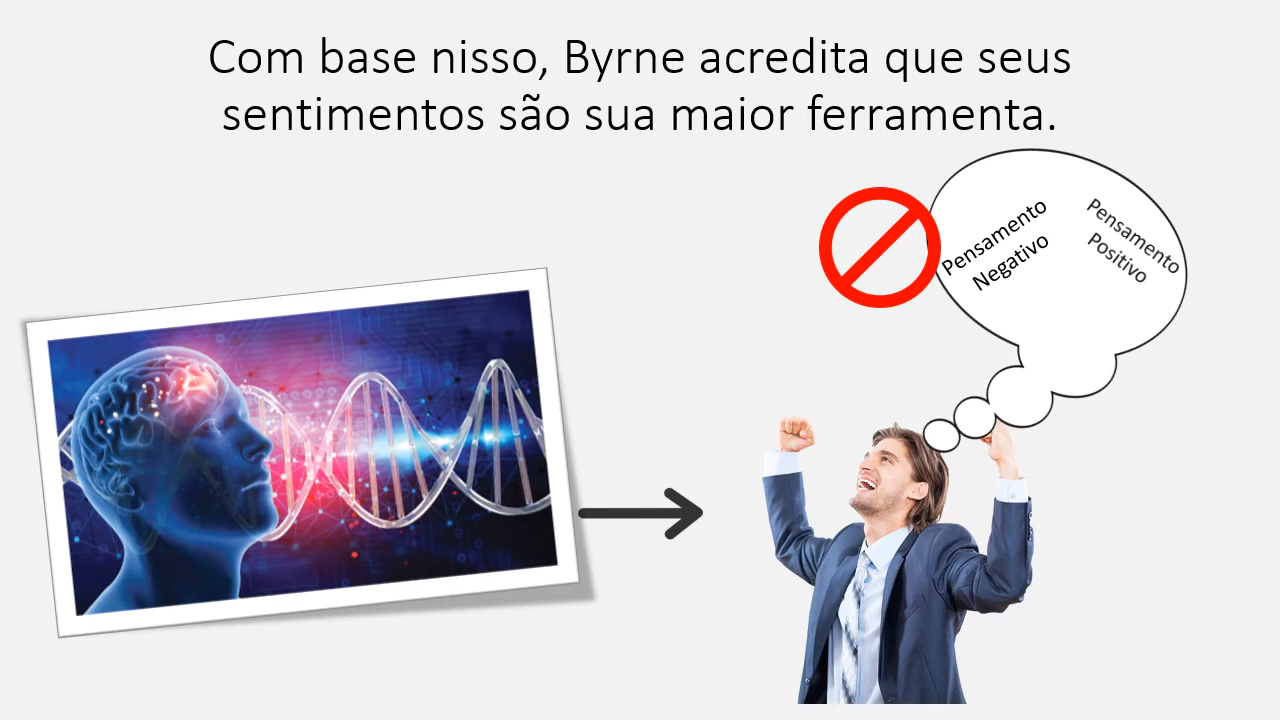 Com base nisso, Byrne acredita que seus
sentimentos são sua maior ferramenta.
Pensamento
Negativo
Pensamento
Positivo